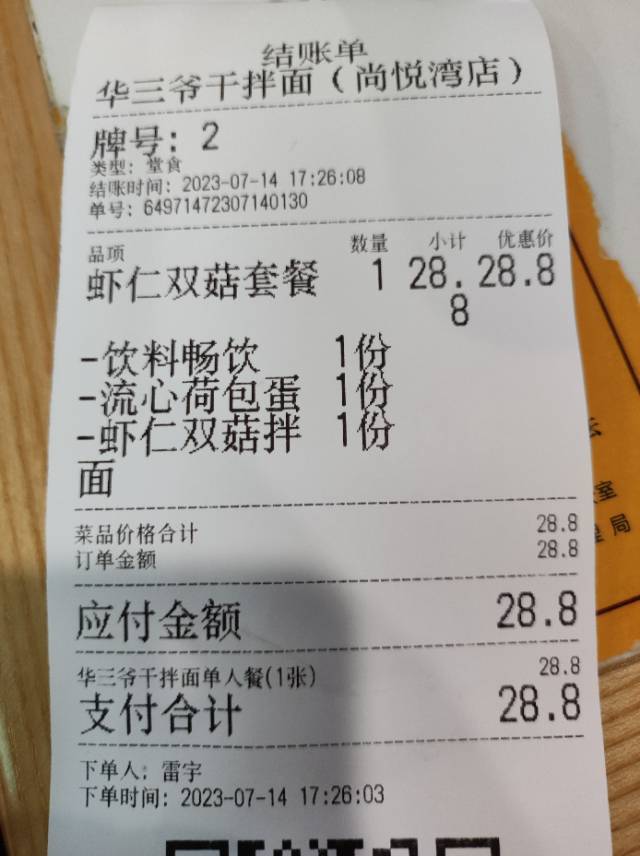 结账单
华三爷干拌面（尚悦湾店）
牌号：2
类型：堂食
结账时间：2023-07-14 17:26:08
单号：64971472307140130
品项 数量 小计 优惠价
虾仁双菇套餐 1 28. 28.8
8
-饮料畅饮 1份
-流心荷包蛋 1份
-虾仁双菇拌 1份
面
菜品价格合计 28.8
订单金额 28.8
应付金额 28.8
华三爷干拌面单人餐(1张) 28.8
支付合计 28.8
下单人：雷宇
下单时间：2023-07-14 17:26:03
室
局